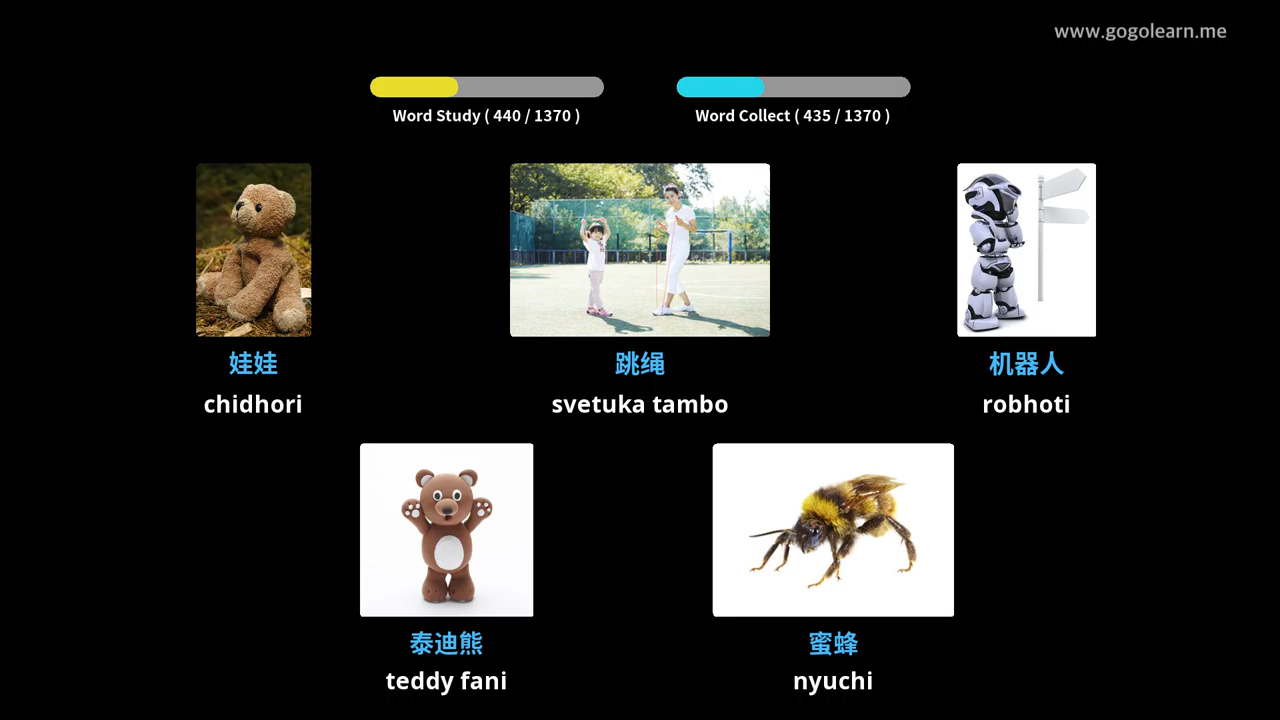 www.gogolearn.me
Word Study ( 440 / 1370 )
Word Collect ( 435 / 1370 )
娃娃
跳绳
机器人
chidhori
svetuka tambo
robhoti
泰迪熊
蜜蜂
teddy fani
nyuchi